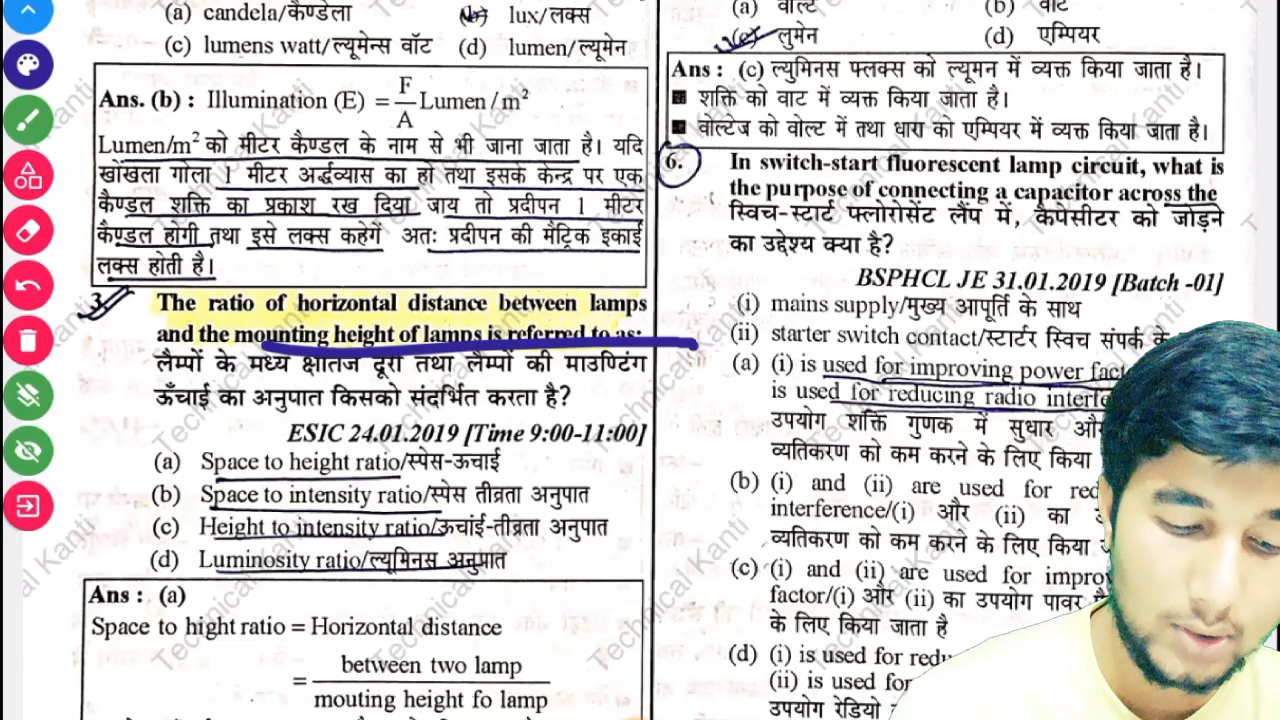 (a) candela/कैण्डेला (b) lux/लक्स
(c) lumens watt/ल्यूमेन्स वॉट (d) lumen/ल्यूमेन
Ans. (b) : Illumination (E) = F/A Lumen / m²
Lumen/m² को मीटर कैण्डल के नाम से भी जाना जाता है। यदि
खोंखला गोला 1 मीटर अर्द्धव्यास का हो तथा इसके केन्द्र पर एक
कैण्डल शक्ति का प्रकाश रख दिया जाय तो प्रदीपन 1 मीटर
कैण्डल होगी तथा इसे लक्स कहेगें अत: प्रदीपन की मैट्रिक इकाई
लक्स होती है।
3. The ratio of horizontal distance between lamps
and the mounting height of lamps is referred to as:
लैम्पों के मध्य क्षैतिज दूरी तथा लैम्पों की माउण्टिंग
ऊँचाई का अनुपात किसको संदर्भित करता है?
ESIC 24.01.2019 [Time 9:00-11:00]
(a) Space to height ratio/स्पेस-ऊचाई
(b) Space to intensity ratio/स्पेस तीव्रता अनुपात
(c) Height to intensity ratio/ऊचांई-तीव्रता अनुपात
(d) Luminosity ratio/ल्यूमिनस अनुपात
Ans : (a)
Space to hight ratio = Horizontal distance
= between two lamp
mouting height fo lamp
(a) वोल्ट (b) वाट
(c) लुमेन (d) एम्पियर
Ans : (c) ल्युमिनस फ्लक्स को ल्यूमन में व्यक्त किया जाता है।
■ शक्ति को वाट में व्यक्त किया जाता है।
■ वोल्टेज को वोल्ट में तथा धारा को एम्पियर में व्यक्त किया जाता है।
6. In switch-start fluorescent lamp circuit, what is
the purpose of connecting a capacitor across the
स्विच-स्टार्ट फ्लोरोसेंट लैंप में, कैपेसीटर को जोड़ने
का उद्देश्य क्या है?
BSPHCL JE 31.01.2019 [Batch -01]
(i) mains supply/मुख्य आपूर्ति के साथ
(ii) starter switch contact/स्टार्टर स्विच संपर्क के
(a) (i) is used for improving power fact
is used for reducing radio interfe
उपयोग शक्ति गुणक में सुधार और
व्यतिकरण को कम करने के लिए किया
(b) (i) and (ii) are used for red
interference/(i) और (ii) का
व्यतिकरण को कम करने के लिए किया
(c) (i) and (ii) are used for impro
factor/(i) और (ii) का उपयोग पावर
के लिए किया जाता है
(d) (i) is used for redu
(ii) is used for
उपयोग रेडियो
Technical Kanti